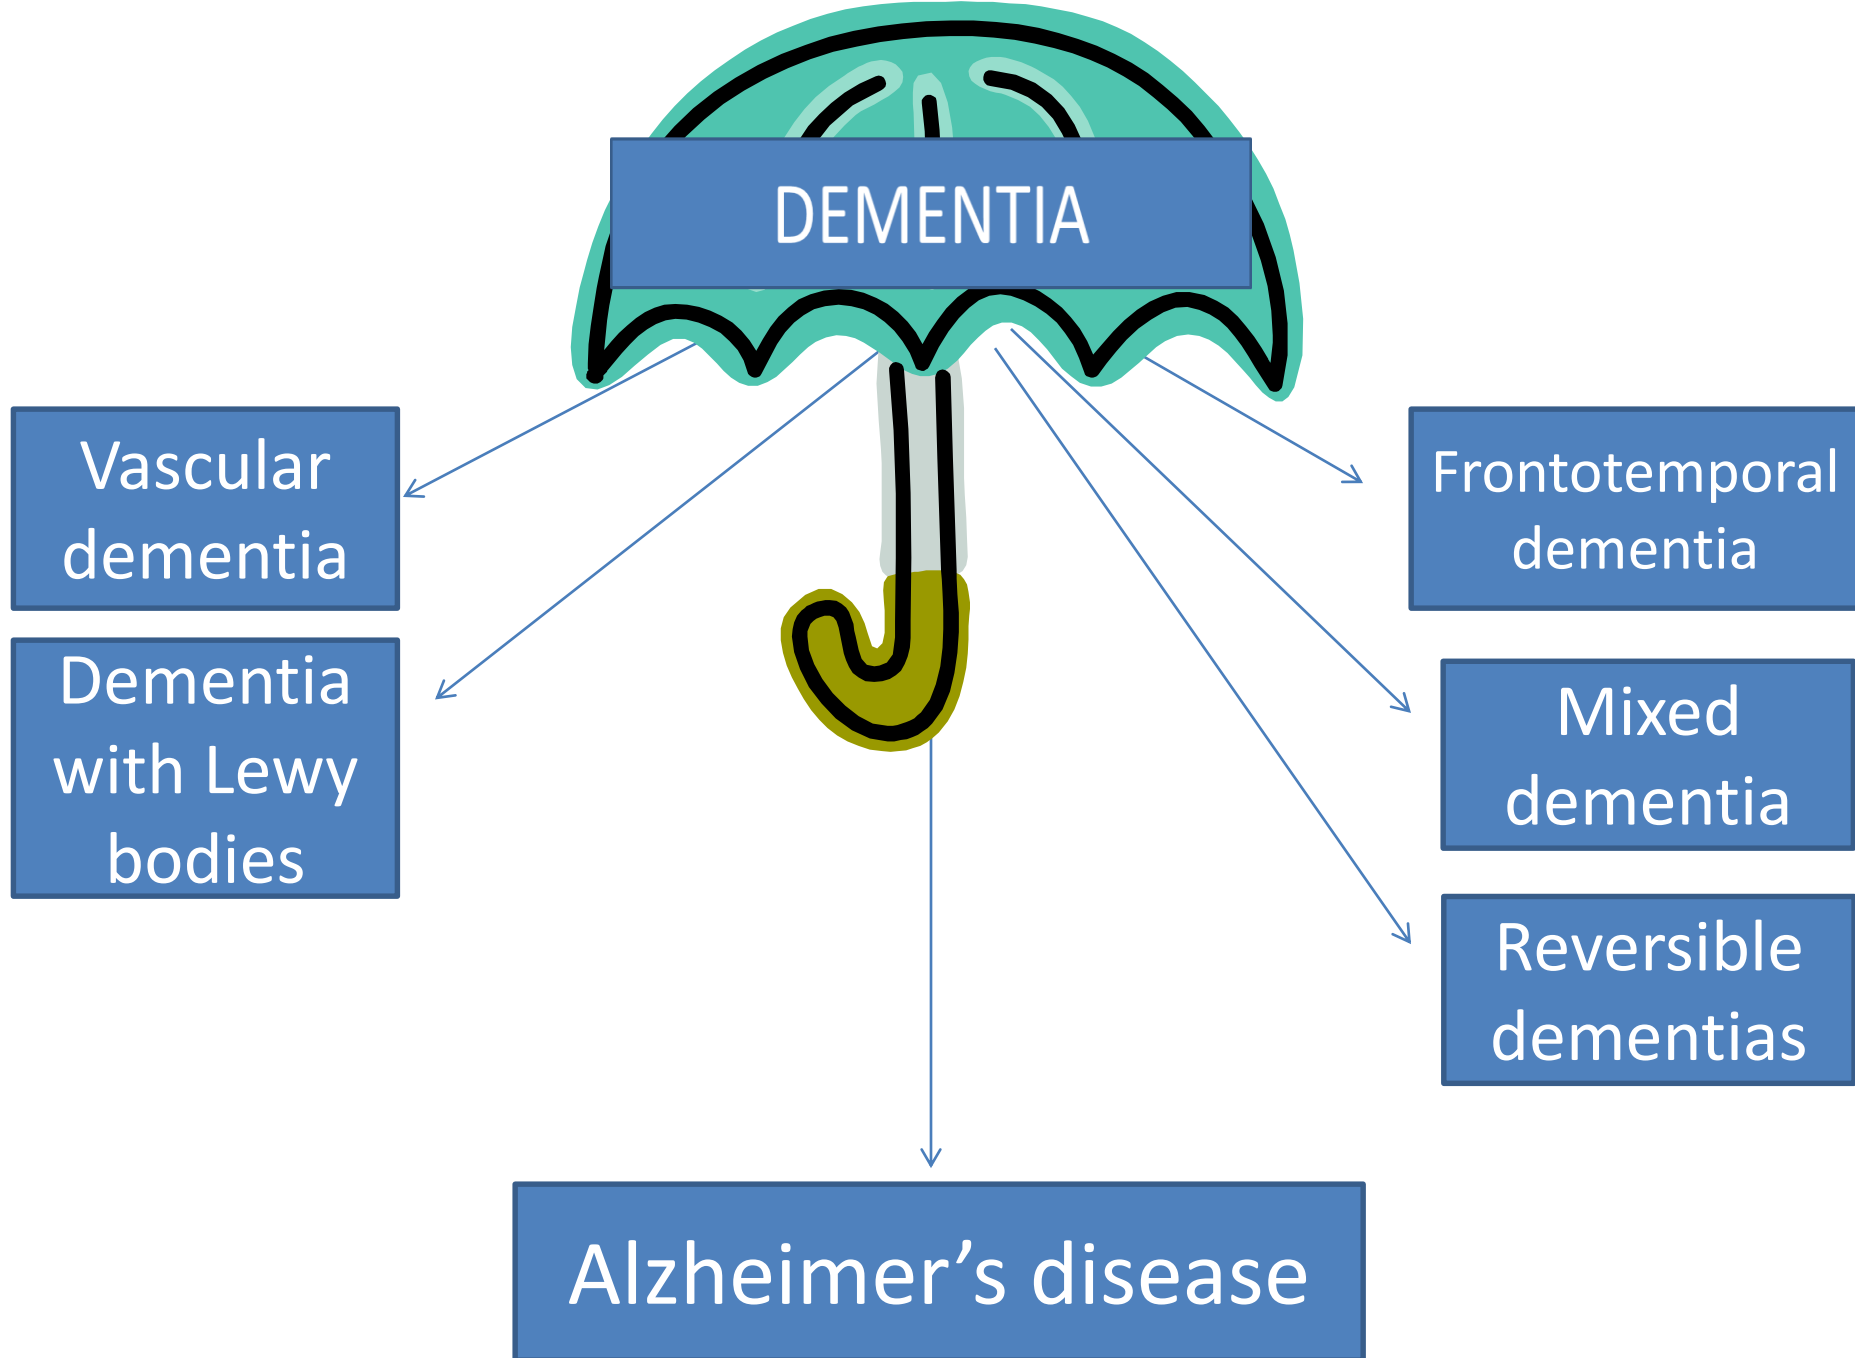 DEMENTIA
Vascular
dementia
Dementia
with Lewy
bodies
Frontotemporal
dementia
Mixed
dementia
Reversible
dementias
Alzheimer’s disease